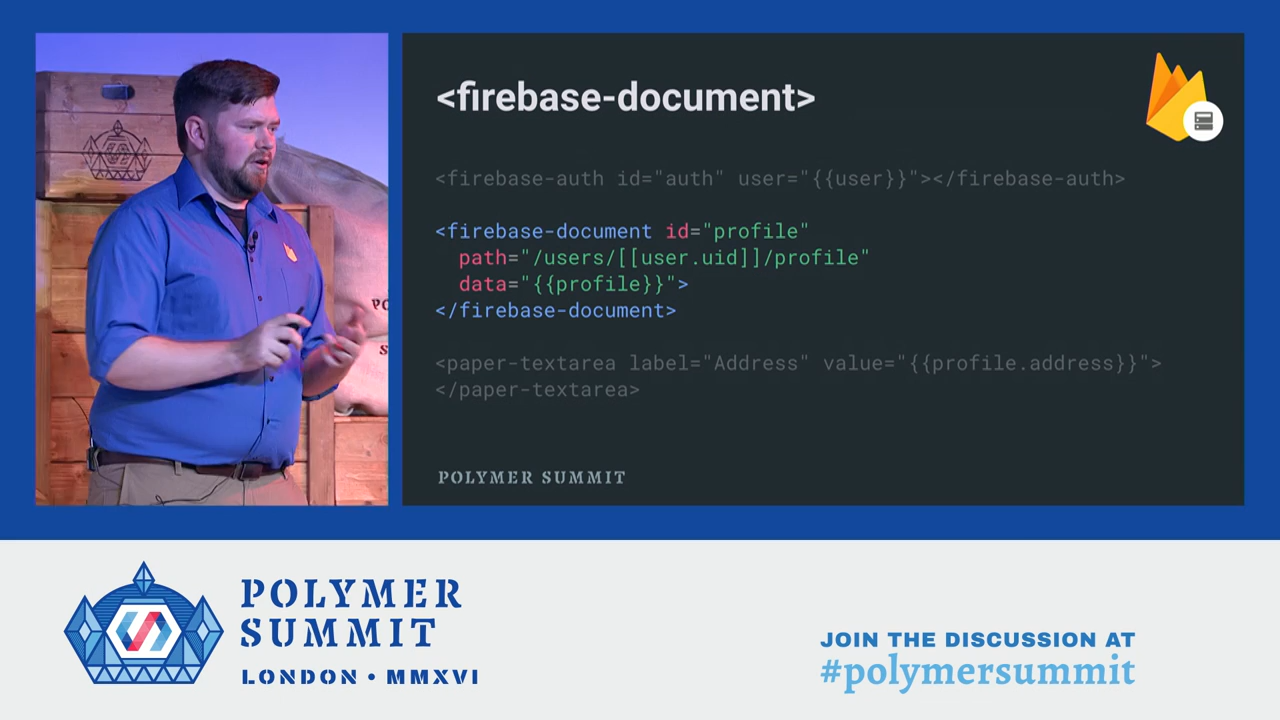 <firebase-document>
<firebase-auth id="auth" user="{{user}}"></firebase-auth>
<firebase-document id="profile"
path="/users/[[user.uid]]/profile"
data="{{profile}}">
</firebase-document>
<paper-textarea label="Address" value="{{profile.address}}">
</paper-textarea>
POLYMER SUMMIT
POLYMER
SUMMIT
LONDON • MMXVI
JOIN THE DISCUSSION AT
#polymersummit